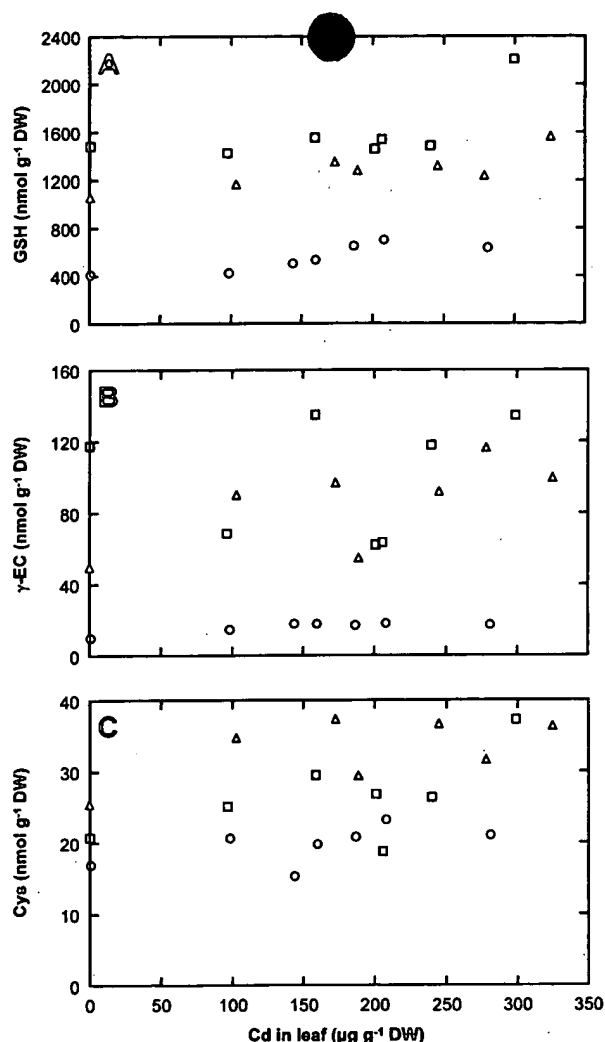 A
2400
2000
1600
1200
800
400
0
GSH (nmol g⁻¹ DW)
B
160
120
80
40
0
γ-EC (nmol g⁻¹ DW)
C
40
30
20
10
0
Cys (nmol g⁻¹ DW)
0 50 100 150 200 250 300 350
Cd in leaf (µg g⁻¹ DW)